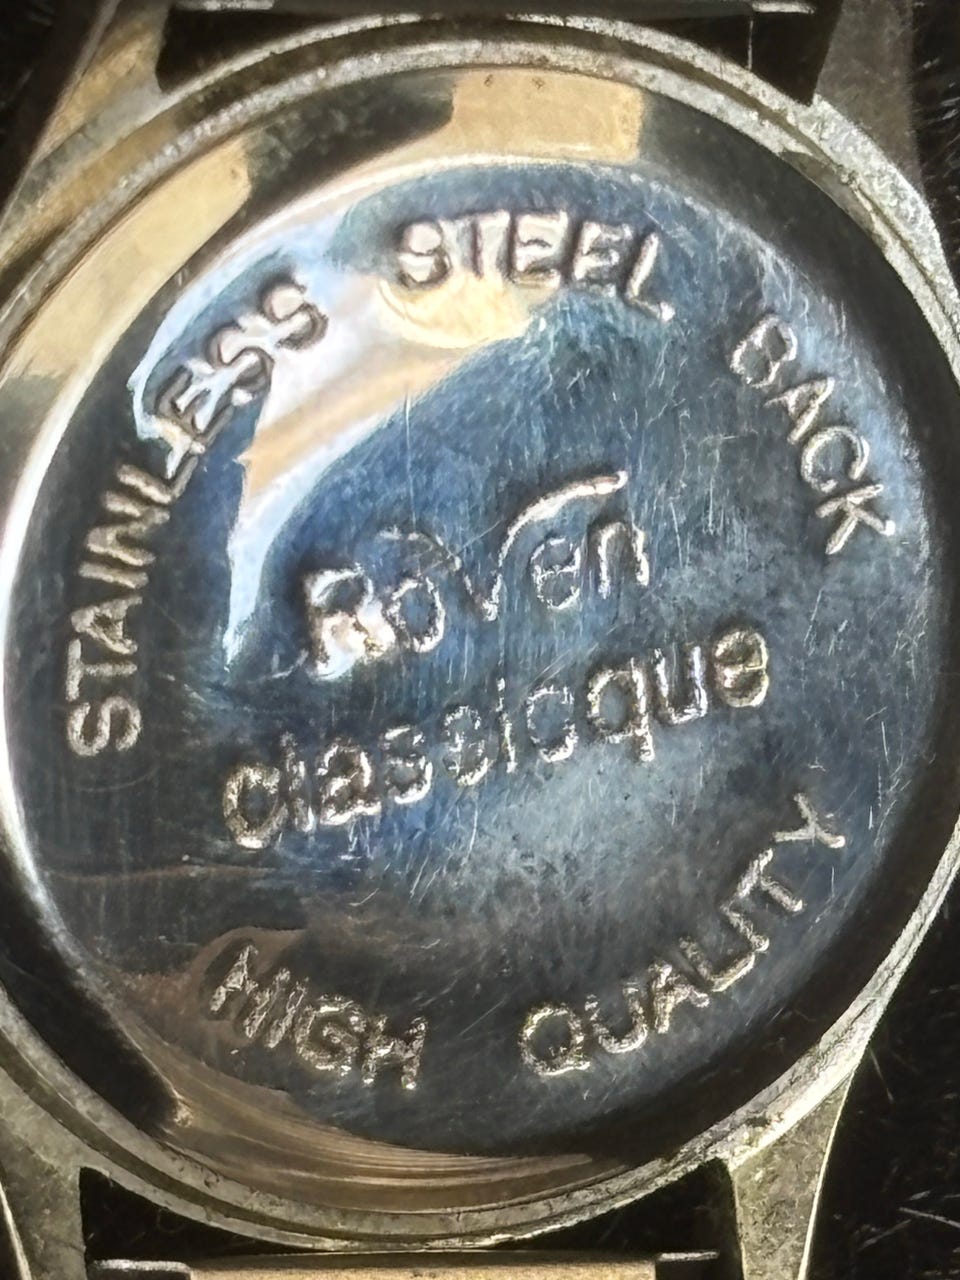 STAINLESS STEEL BACK
Roven
classicque
HIGH QUALITY